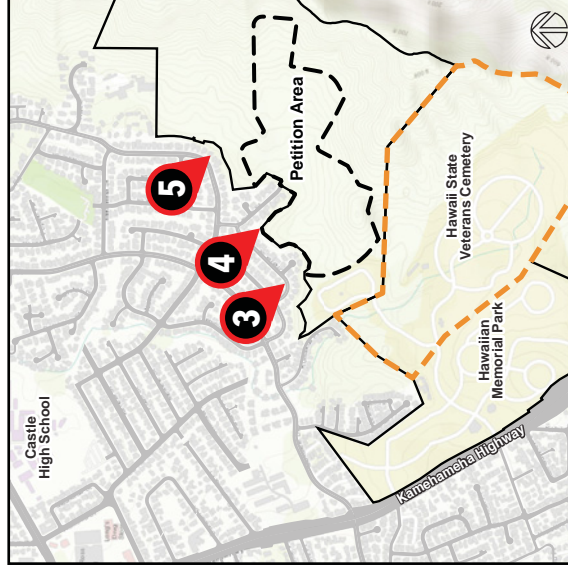 Castle
High School
5
4
3
Petition Area
Hawaii State
Veterans Cemetery
Hawaiian
Memorial Park
Kamehameha Highway